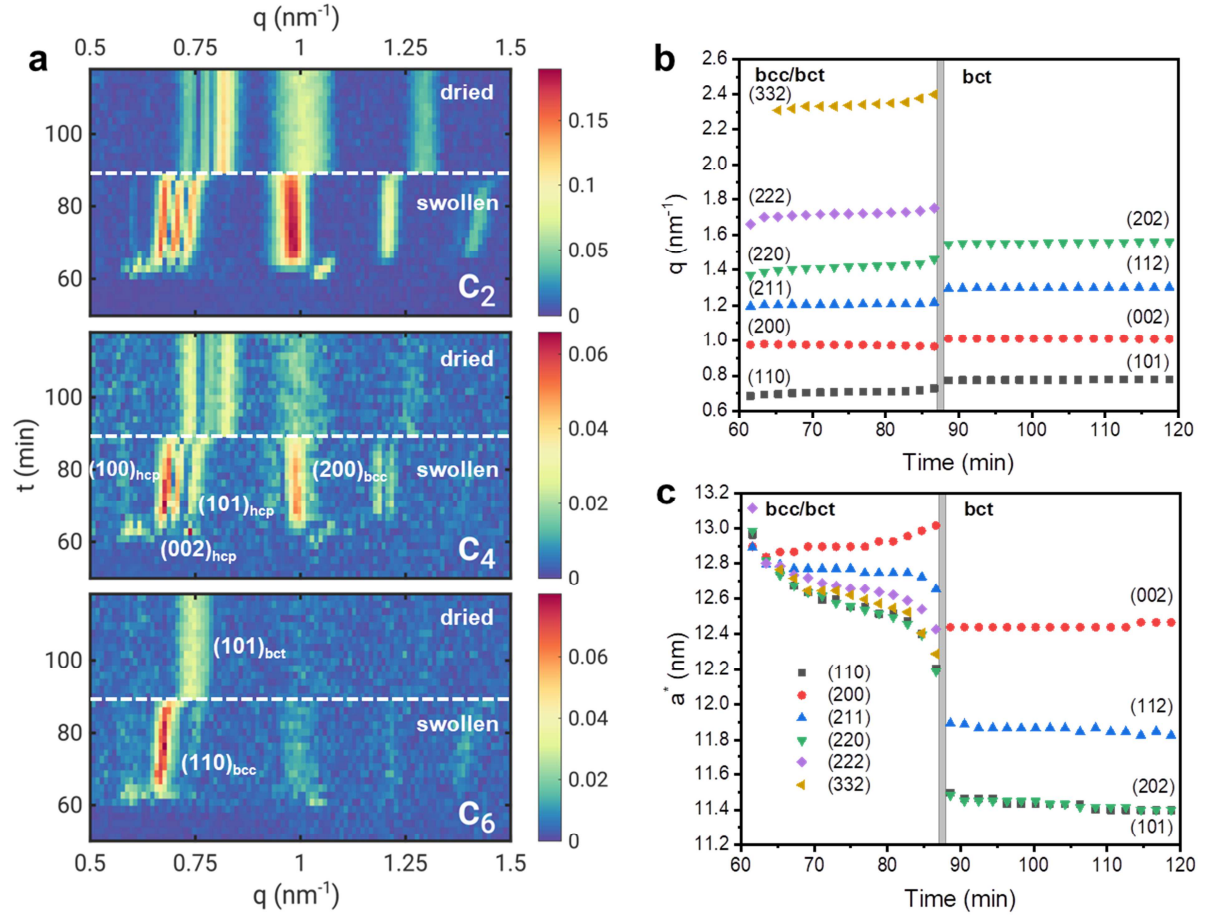 a
q (nm⁻¹)
0.5 0.75 1 1.25 1.5
dried
swollen
C₂
100
80
60
0.15
0.10
0.05
0
t (min)
dried
(100)hcp
(200)bcc
swollen
(101)hcp
(002)hcp
C₄
100
80
60
0.06
0.04
0.02
0
dried
(101)bct
swollen
(110)bcc
C₆
100
80
60
0.06
0.04
0.02
0
0.5 0.75 1 1.25 1.5
q (nm⁻¹)
b
bcc/bct bct
(332)
(222)
(220)
(211)
(200)
(110)
(202)
(112)
(002)
(101)
2.6
2.4
2.2
2.0
1.8
1.6
1.4
1.2
1.0
0.8
0.6
q (nm⁻¹)
60 70 80 90 100 110 120
Time (min)
c
bcc/bct bct
(002)
(112)
(202)
(101)
(110)
(200)
(211)
(220)
(222)
(332)
13.2
13.0
12.8
12.6
12.4
12.2
12.0
11.8
11.6
11.4
11.2
a* (nm)
60 70 80 90 100 110 120
Time (min)